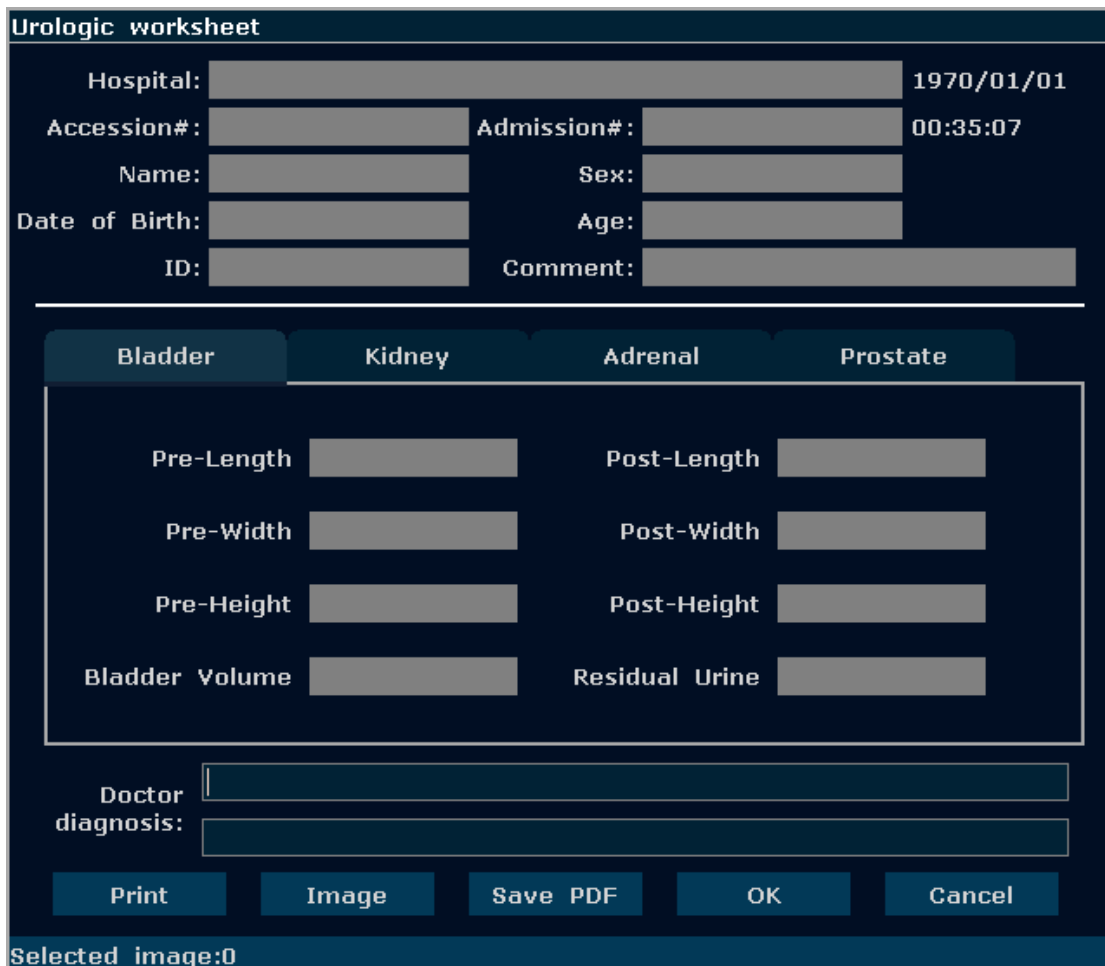 Urologic worksheet
Hospital: 1970/01/01
Accession#: Admission#: 00:35:07
Name: Sex:
Date of Birth: Age:
ID: Comment:
Bladder Kidney Adrenal Prostate
Pre-Length Post-Length
Pre-Width Post-Width
Pre-Height Post-Height
Bladder Volume Residual Urine
Doctor
diagnosis:
Print Image Save PDF OK Cancel
Selected image:0